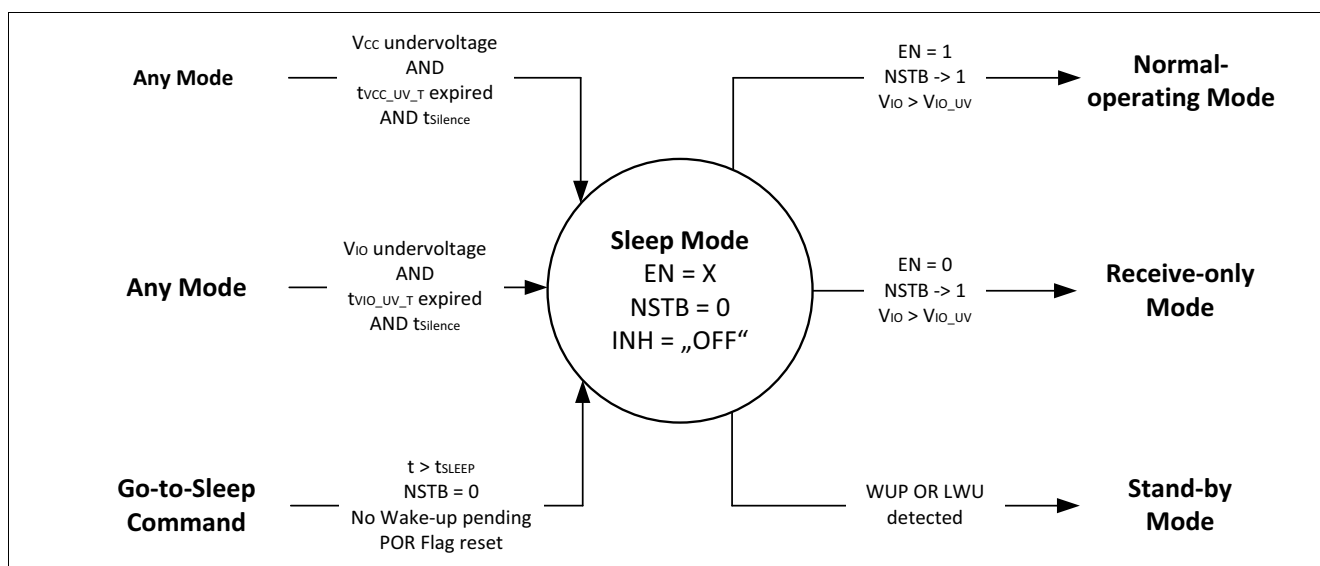 Any Mode
VCC undervoltage
AND
tVCC_UV_T expired
AND tSilence
EN = 1
NSTB -> 1
VIO > VIO_UV
Normal-
operating Mode
Any Mode
VIO undervoltage
AND
tVIO_UV_T expired
AND tSilence
Sleep Mode
EN = X
NSTB = 0
INH = „OFF“
EN = 0
NSTB -> 1
VIO > VIO_UV
Receive-only
Mode
Go-to-Sleep
Command
t > tSLEEP
NSTB = 0
No Wake-up pending
POR Flag reset
WUP OR LWU
detected
Stand-by
Mode